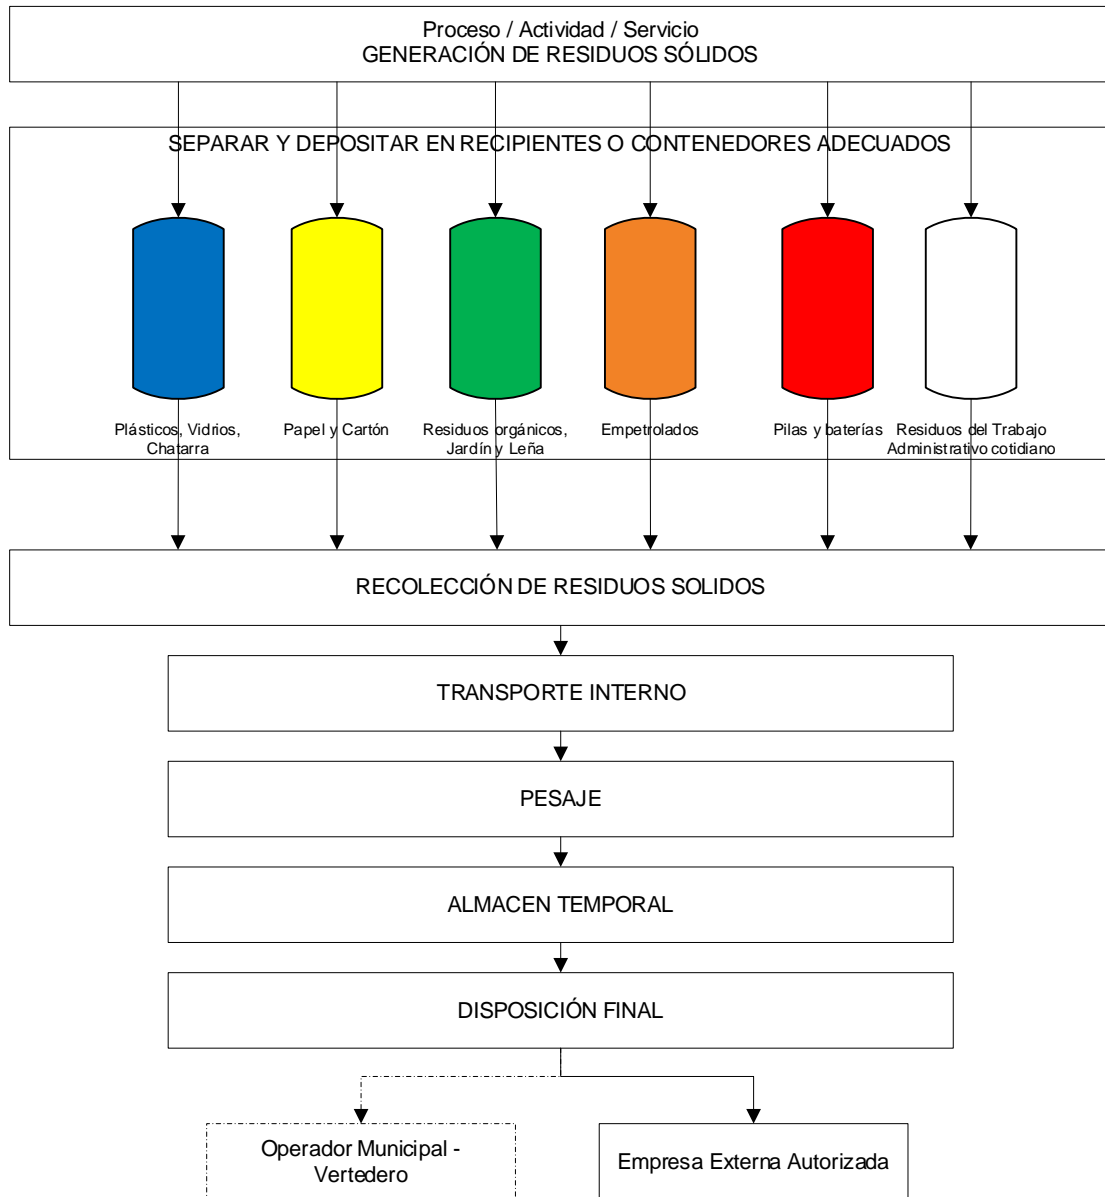 Proceso / Actividad / Servicio
GENERACIÓN DE RESIDUOS SÓLIDOS
SEPARAR Y DEPOSITAR EN RECIPIENTES O CONTENEDORES ADECUADOS
Plásticos, Vidrios,
Chatarra
Papel y Cartón
Residuos orgánicos,
Jardín y Leña
Empetrolados
Pilas y baterías
Residuos del Trabajo
Administrativo cotidiano
RECOLECCIÓN DE RESIDUOS SOLIDOS
TRANSPORTE INTERNO
PESAJE
ALMACEN TEMPORAL
DISPOSICIÓN FINAL
Operador Municipal -
Vertedero
Empresa Externa Autorizada